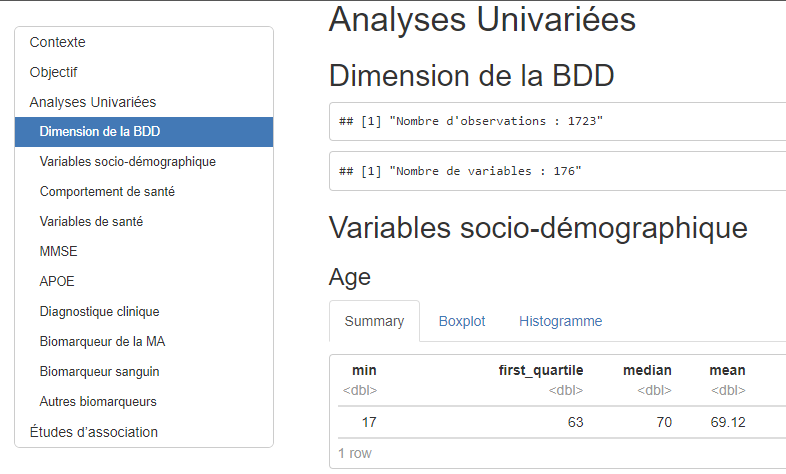 Contexte
Objectif
Analyses Univariées
Dimension de la BDD
Variables socio-démographique
Comportement de santé
Variables de santé
MMSE
APOE
Diagnostique clinique
Biomarqueur de la MA
Biomarqueur sanguin
Autres biomarqueurs
Études d'association
Analyses Univariées
Dimension de la BDD
## [1] "Nombre d'observations : 1723"
## [1] "Nombre de variables : 176"
Variables socio-démographique
Age
Summary Boxplot Histogramme
min first_quartile median mean
<dbl> <dbl> <dbl> <dbl>
17 63 70 69.12
1 row